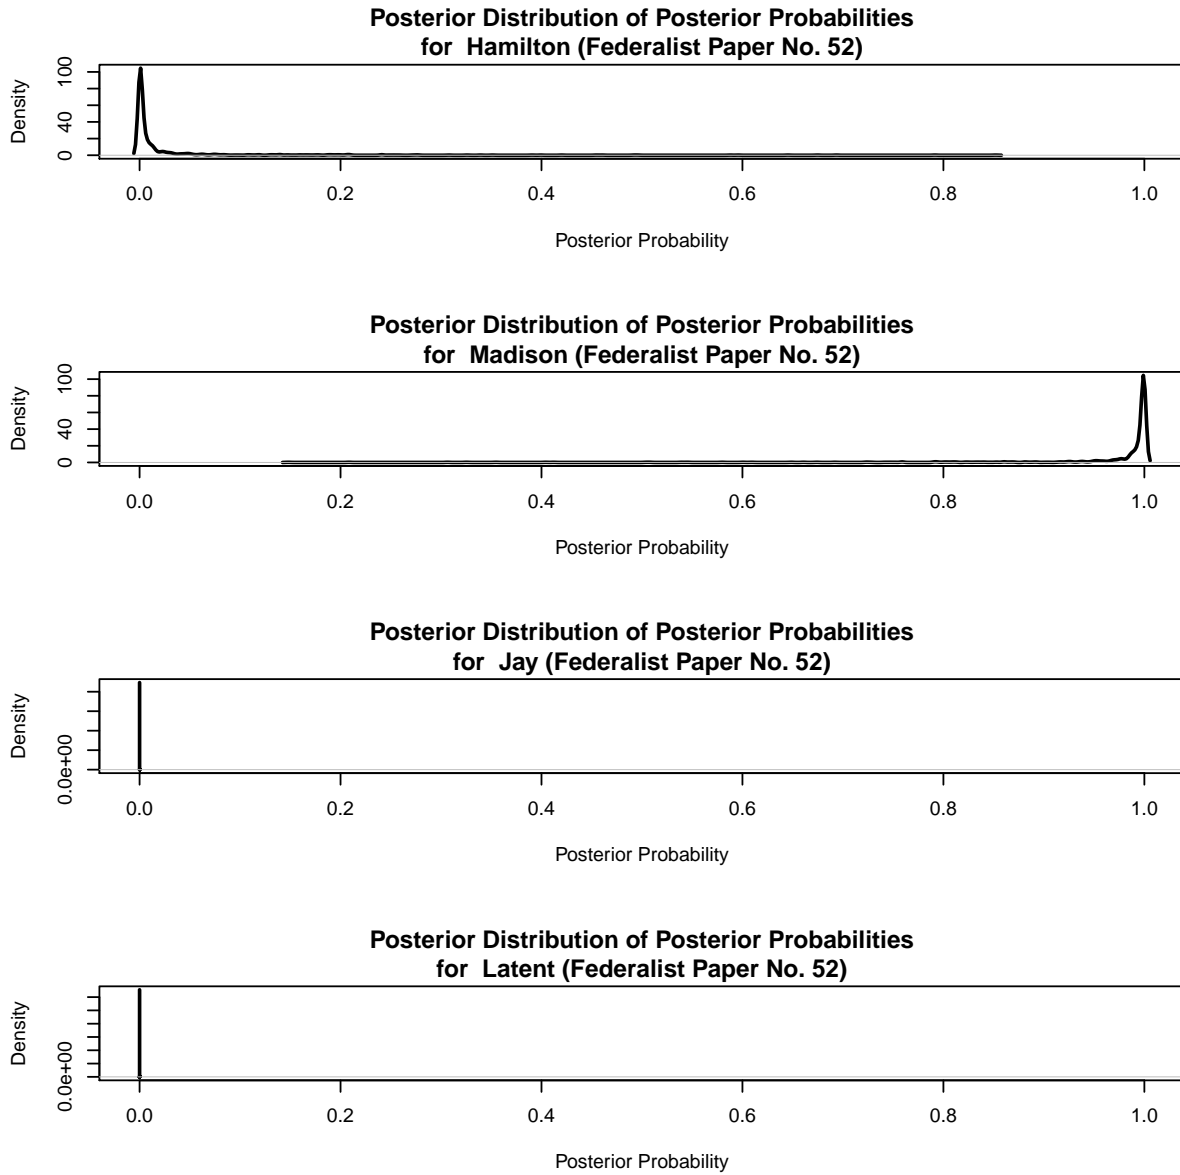 Posterior Distribution of Posterior Probabilities
for Hamilton (Federalist Paper No. 52)
Density
100
40
0
0.0 0.2 0.4 0.6 0.8 1.0
Posterior Probability
Posterior Distribution of Posterior Probabilities
for Madison (Federalist Paper No. 52)
Density
100
40
0
0.0 0.2 0.4 0.6 0.8 1.0
Posterior Probability
Posterior Distribution of Posterior Probabilities
for Jay (Federalist Paper No. 52)
Density
0.0e+00
0.0 0.2 0.4 0.6 0.8 1.0
Posterior Probability
Posterior Distribution of Posterior Probabilities
for Latent (Federalist Paper No. 52)
Density
0.0e+00
0.0 0.2 0.4 0.6 0.8 1.0
Posterior Probability